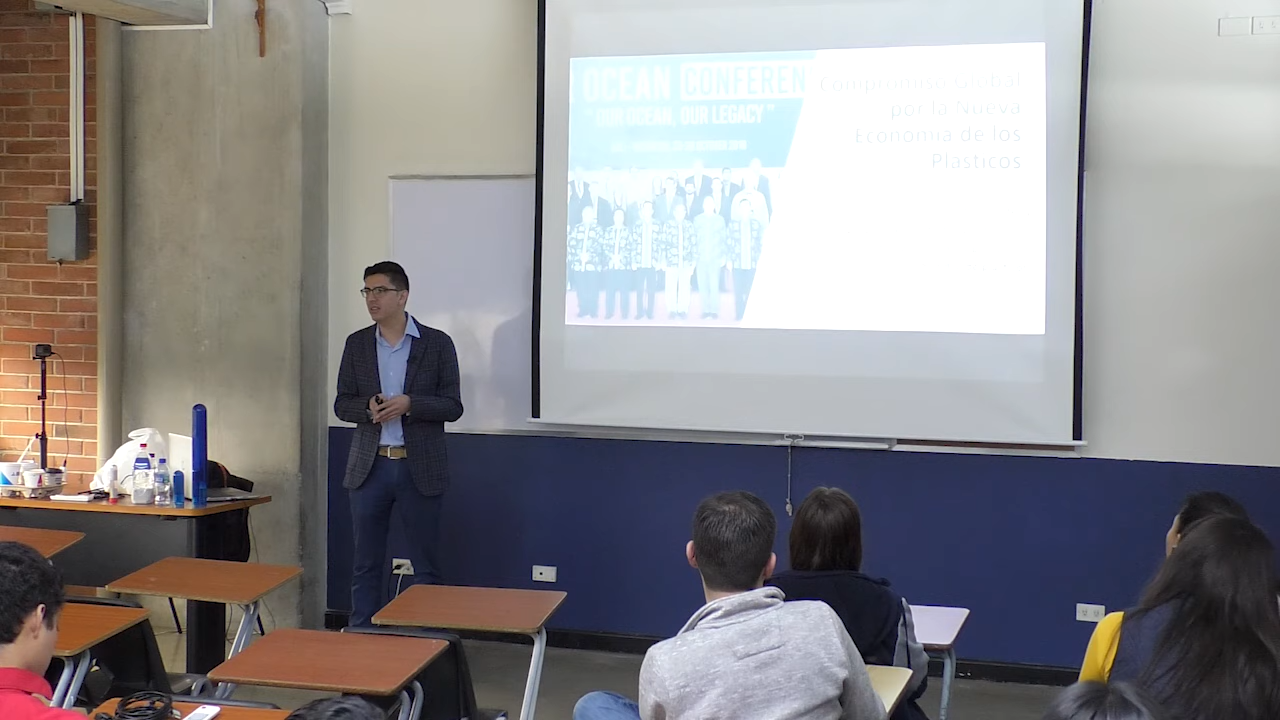 OCEAN CONFEREN
OUR OCEAN, OUR LEGACY"
Compromiso Global
por la Nueva
Economía de los
Plásticos